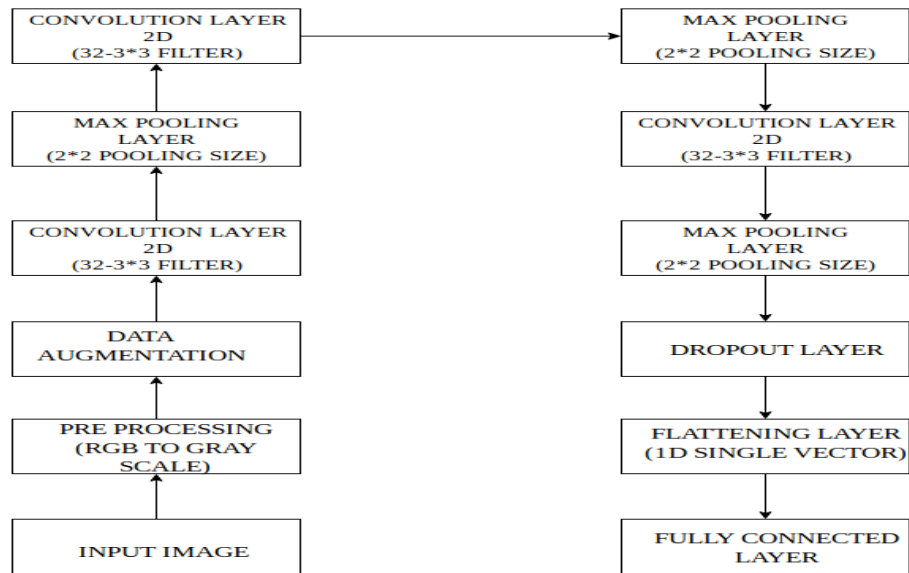 CONVOLUTION LAYER
2D
(32-3*3 FILTER)
MAX POOLING
LAYER
(2*2 POOLING SIZE)
MAX POOLING
LAYER
(2*2 POOLING SIZE)
CONVOLUTION LAYER
2D
(32-3*3 FILTER)
CONVOLUTION LAYER
2D
(32-3*3 FILTER)
MAX POOLING
LAYER
(2*2 POOLING SIZE)
DATA
AUGMENTATION
DROPOUT LAYER
PRE PROCESSING
(RGB TO GRAY
SCALE)
FLATTENING LAYER
(1D SINGLE VECTOR)
INPUT IMAGE
FULLY CONNECTED
LAYER